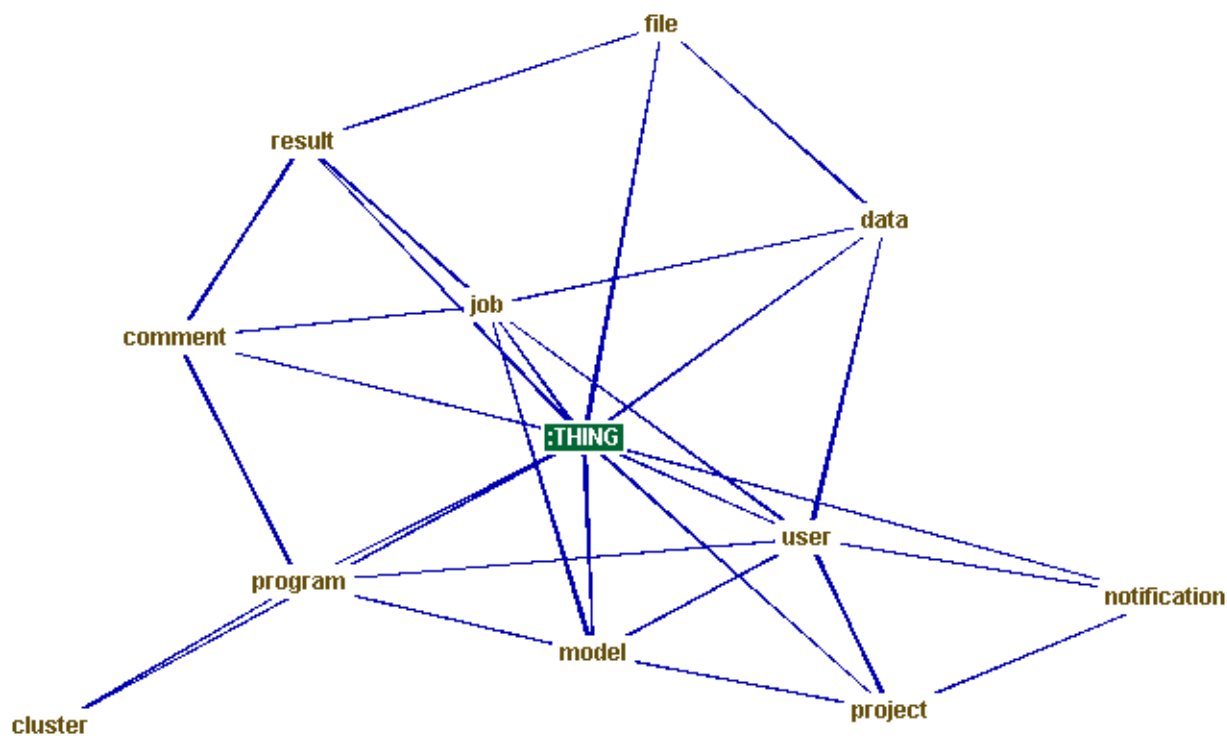 file
result
data
job
comment
:THING
user
program
notification
model
project
cluster